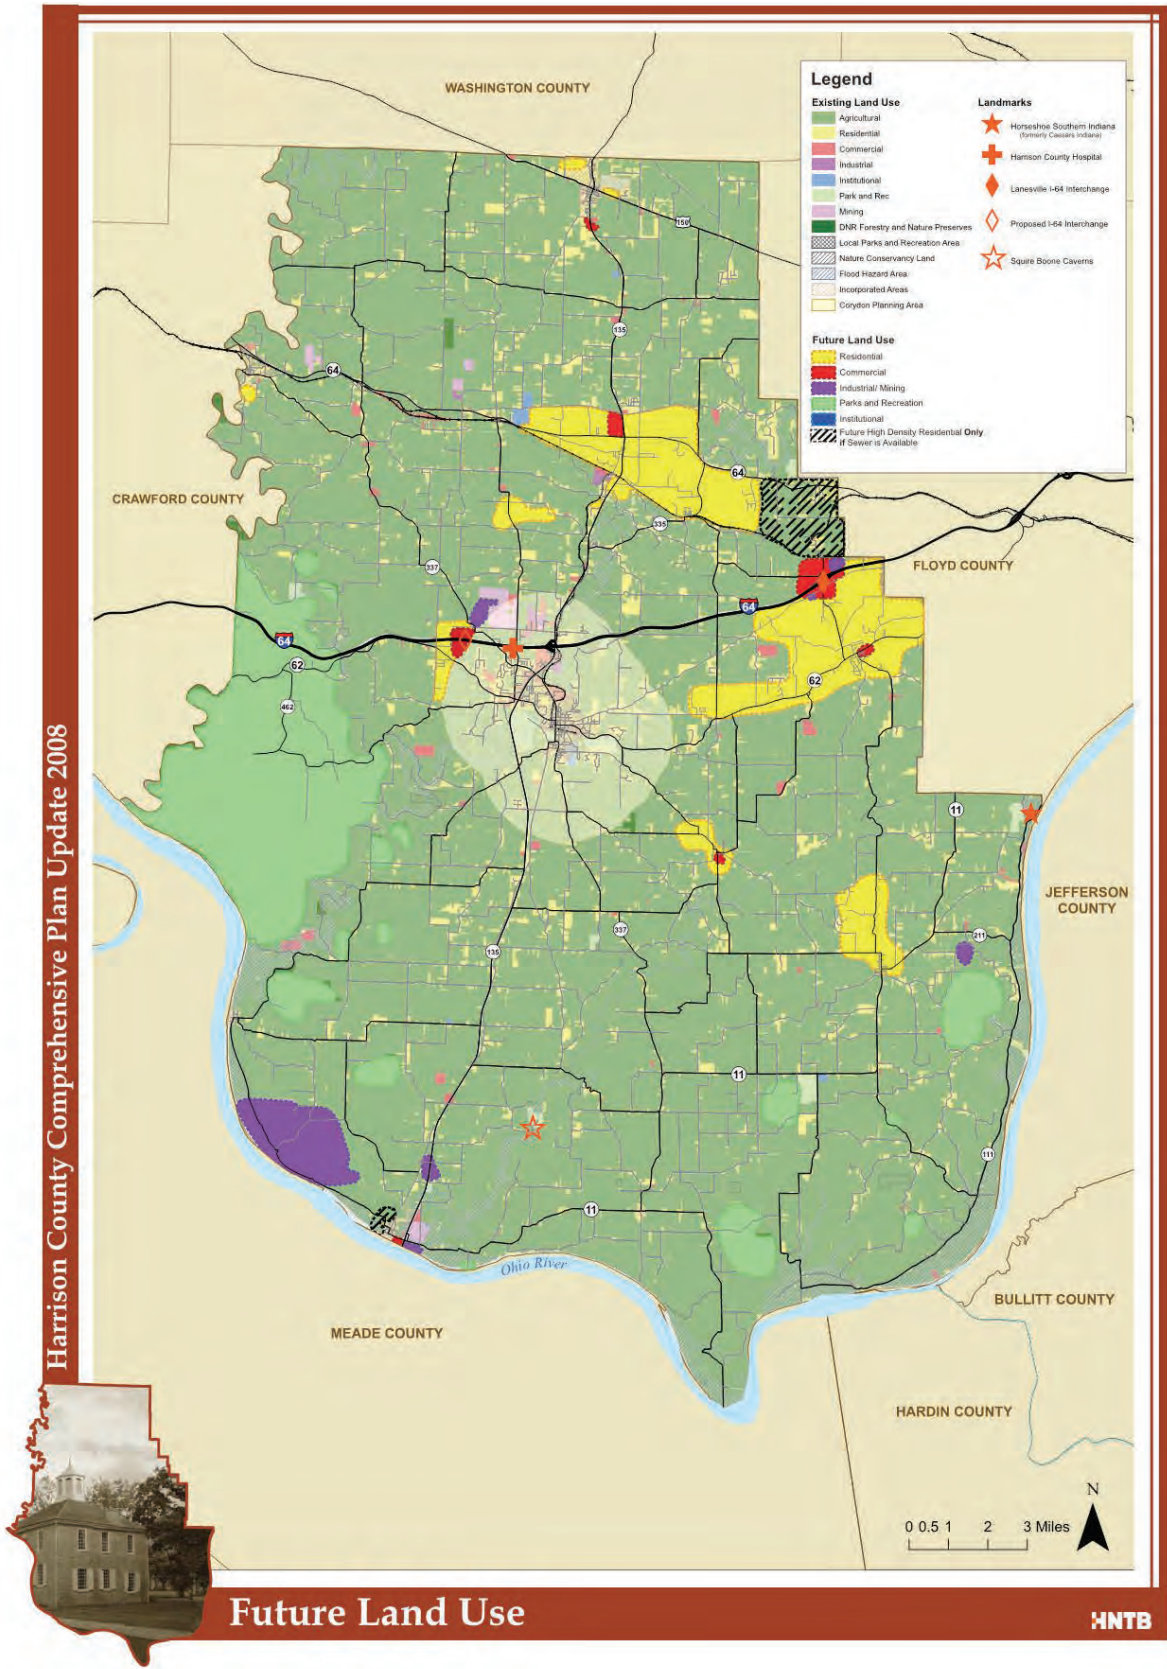 WASHINGTON COUNTY
Legend
Existing Land Use
Agricultural
Residential
Commercial
Industrial
Institutional
Park and Rec
Mining
DNR Forestry and Nature Preserves
Local Parks and Recreation Area
Nature Conservancy Land
Flood Hazard Area
Incorporated Areas
Corydon Planning Area
Landmarks
Horseshoe Southern Indiana
(formerly Caesars Indiana)
Harrison County Hospital
Lanesville I-64 Interchange
Proposed I-64 Interchange
Squire Boone Caverns
Future Land Use
Residential
Commercial
Industrial/ Mining
Parks and Recreation
Institutional
Future High Density Residential Only
if Sewer is Available
150
135
64
64
CRAWFORD COUNTY
335
337
FLOYD COUNTY
64
64
62
62
462
11
JEFFERSON
COUNTY
337
211
135
11
111
11
Ohio River
BULLITT COUNTY
MEADE COUNTY
HARDIN COUNTY
N
0 0.5 1 2 3 Miles
Harrison County Comprehensive Plan Update 2008
Future Land Use
HNTB